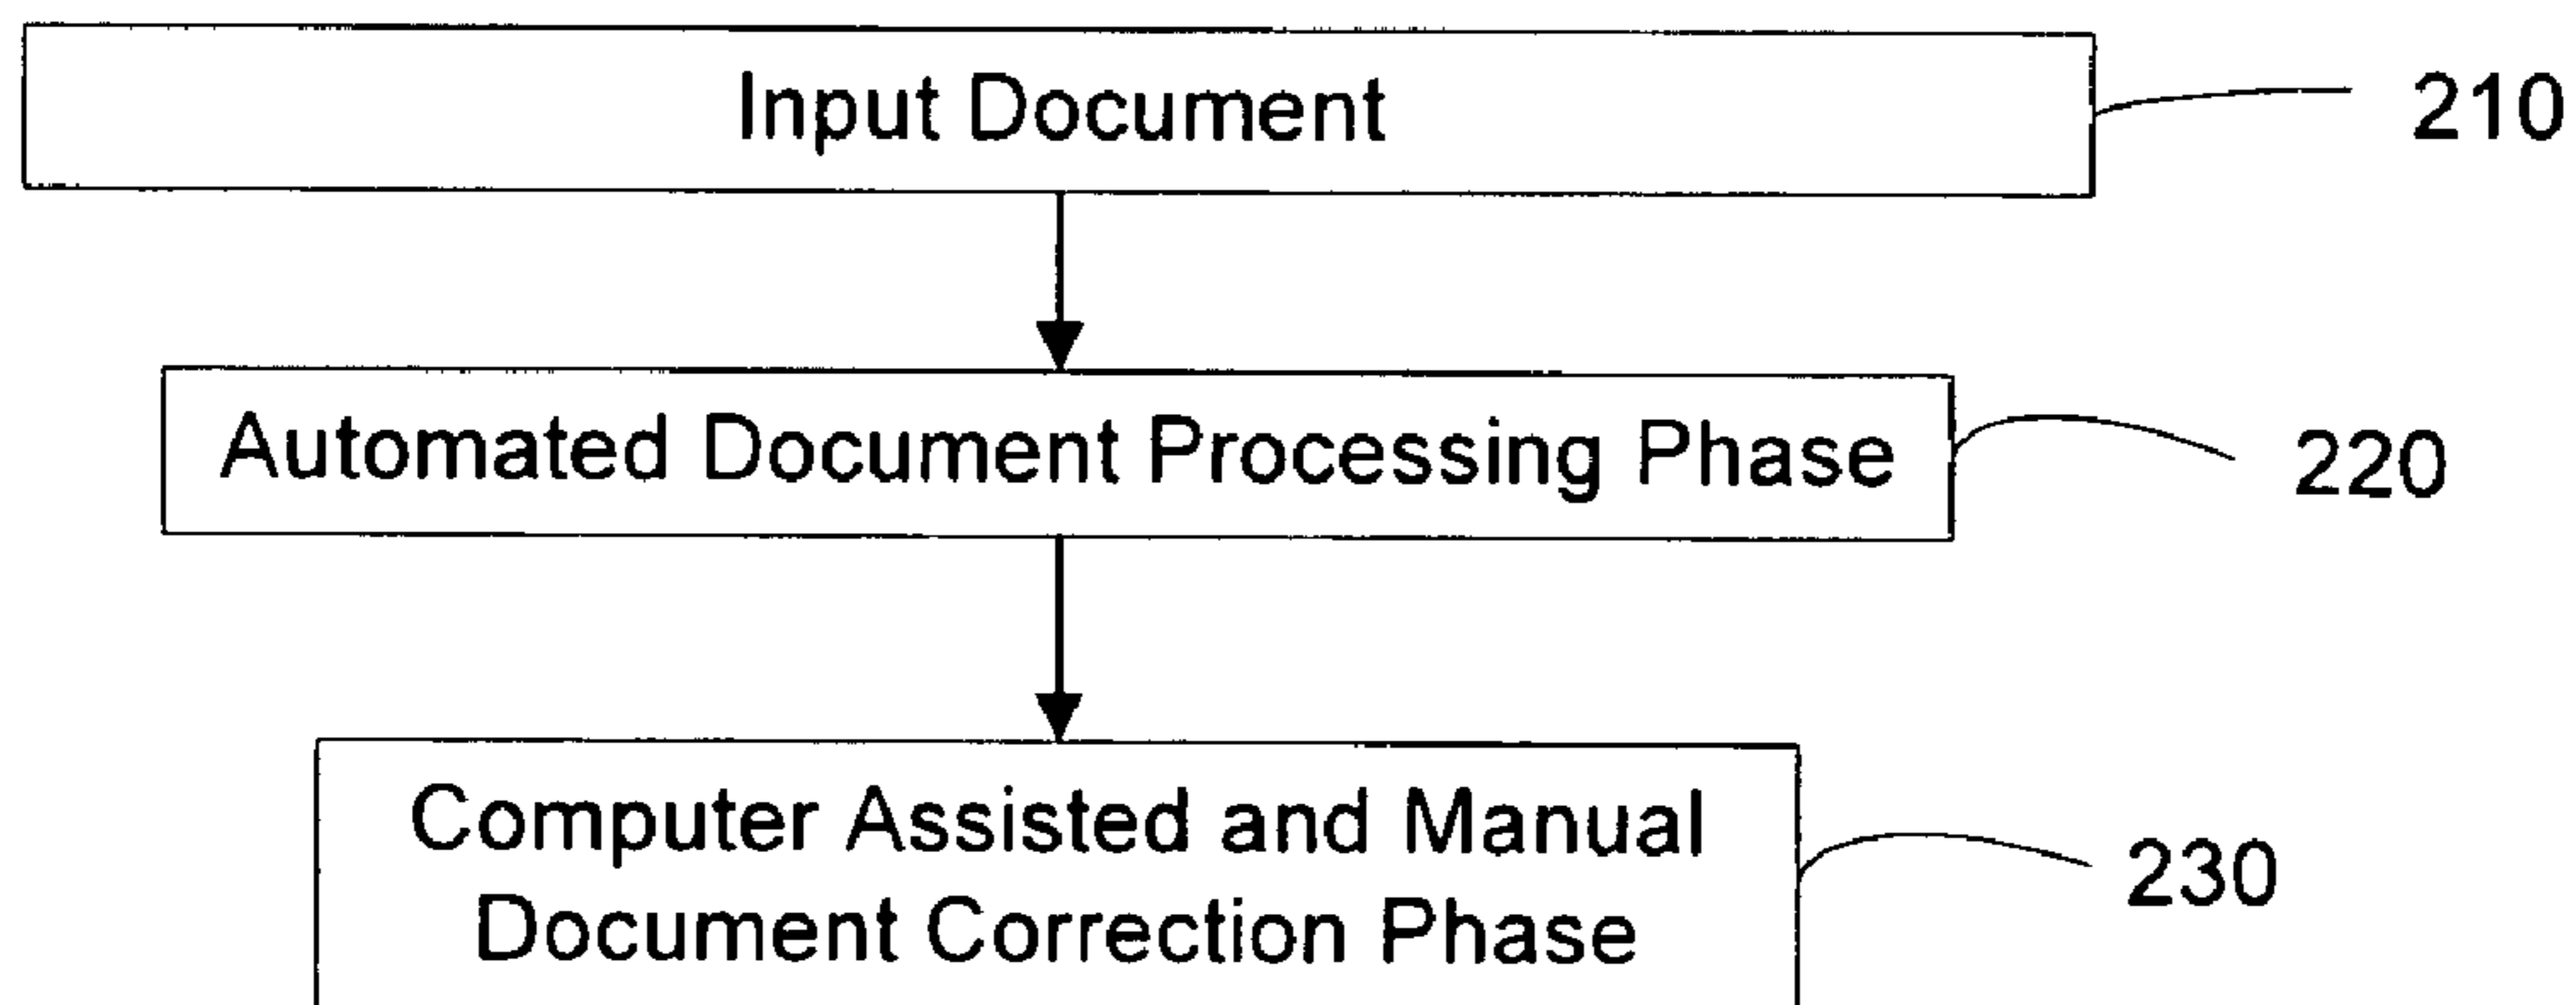 Input Document
210
Automated Document Processing Phase
220
Computer Assisted and Manual
Document Correction Phase
230